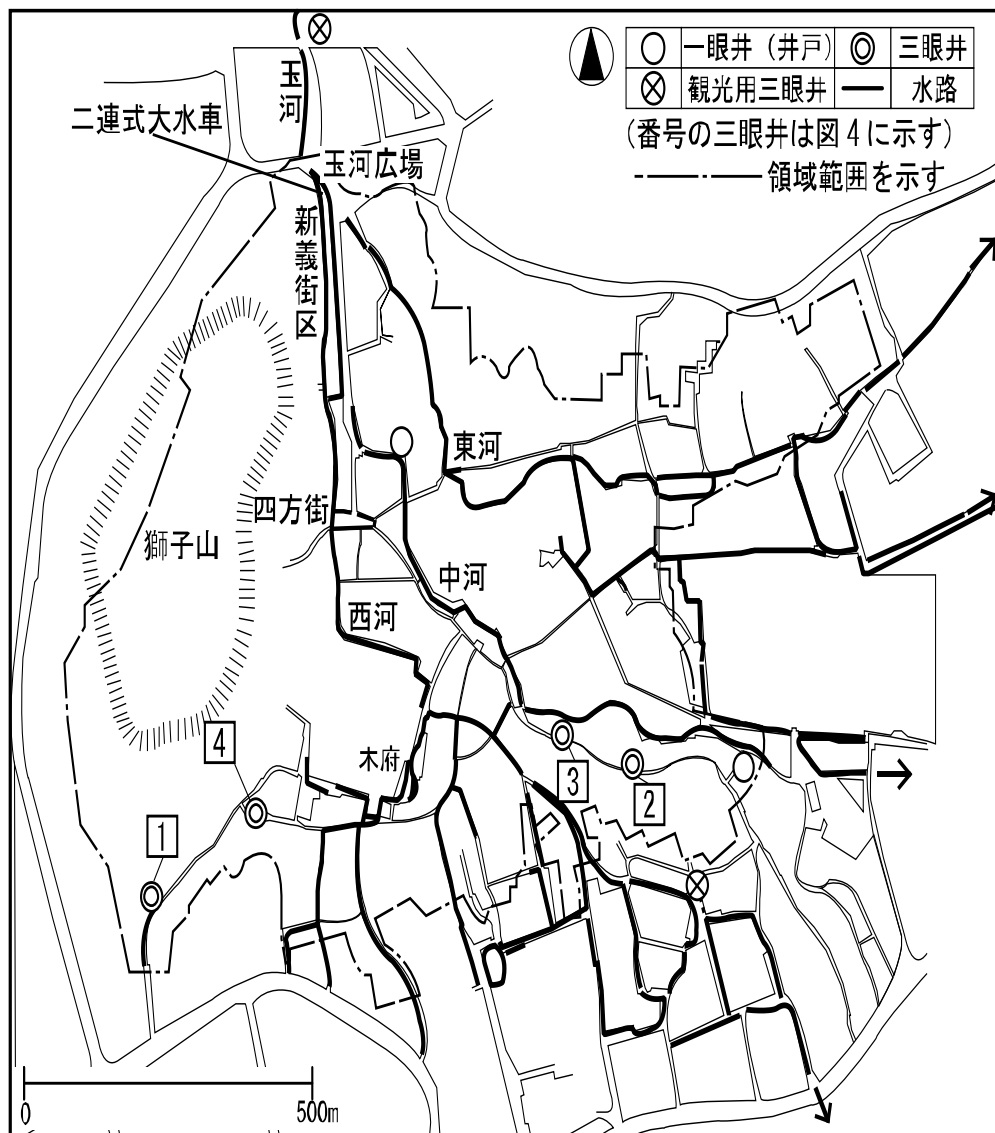 一眼井（井戸） 三眼井
観光用三眼井 水路
(番号の三眼井は図4に示す)
領域範囲を示す
玉河
二連式大水車
玉河広場
新義街区
東河
四方街
獅子山
中河
西河
木府
4
3
2
1
0 500m